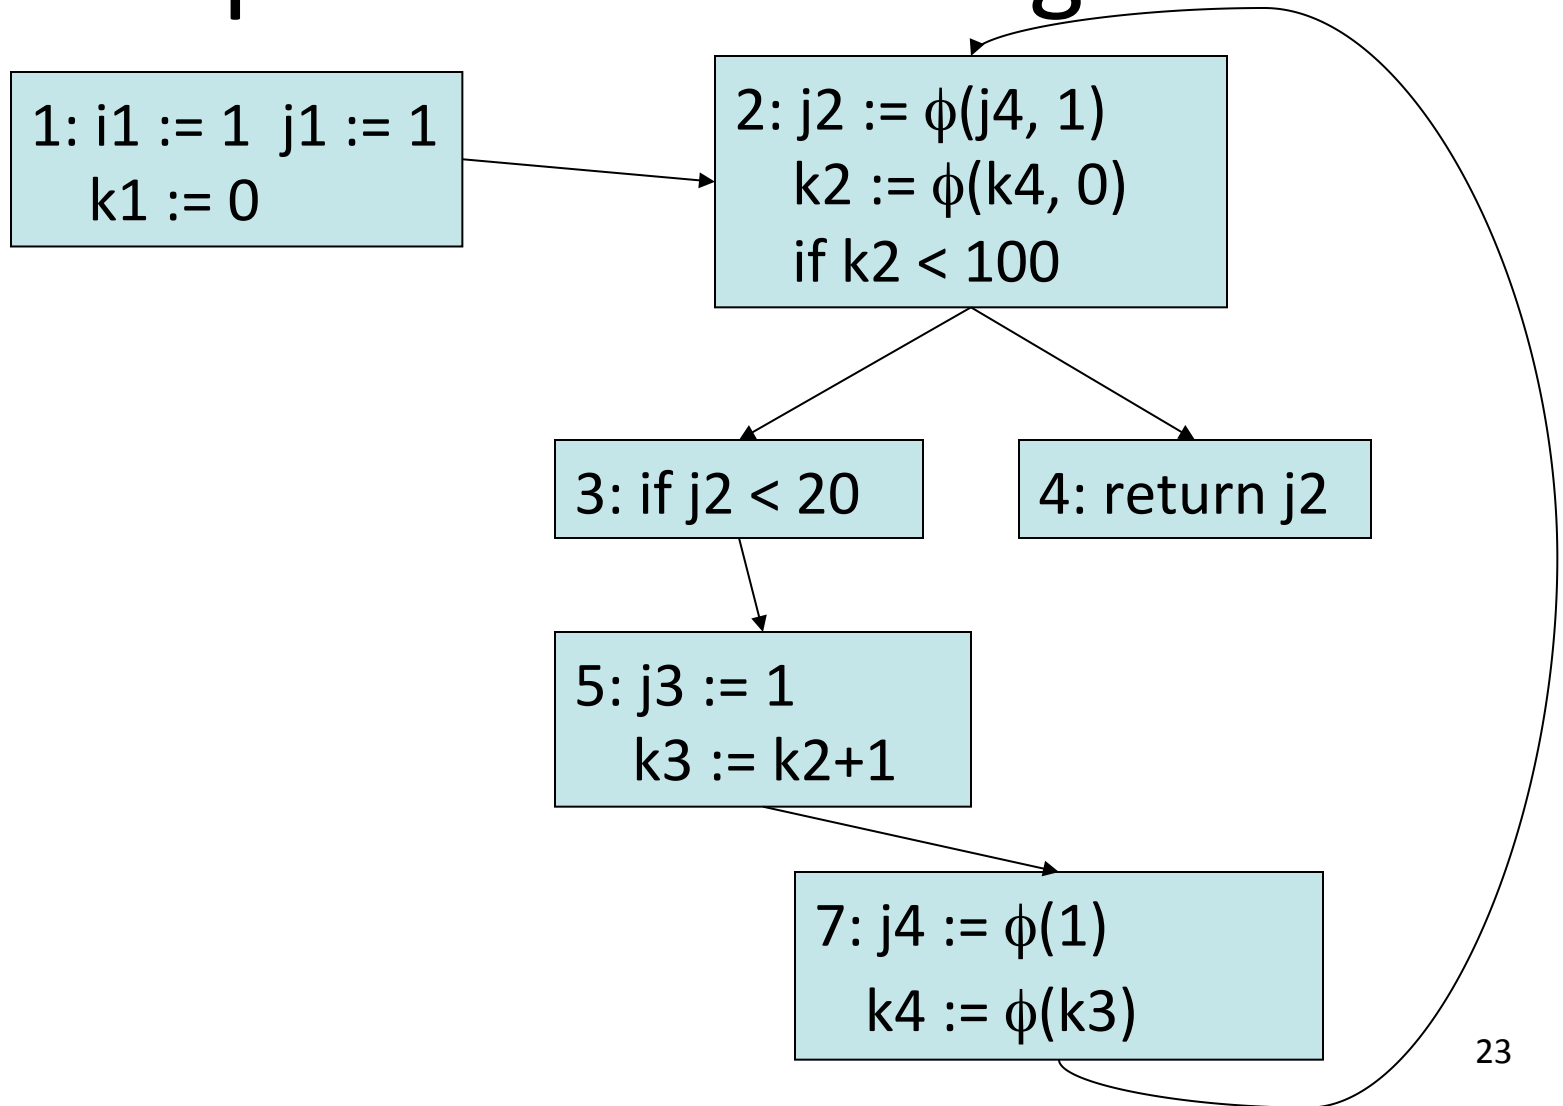 1: i1 := 1 j1 := 1
k1 := 0
2: j2 := ϕ(j4, 1)
k2 := ϕ(k4, 0)
if k2 < 100
3: if j2 < 20
4: return j2
5: j3 := 1
k3 := k2+1
7: j4 := ϕ(1)
k4 := ϕ(k3)
23